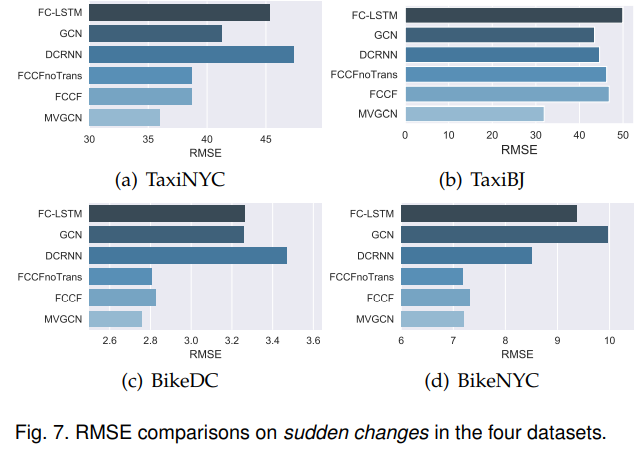 FC-LSTM
GCN
DCRNN
FCCFnoTrans
FCCF
MVGCN
30 35 40 45
RMSE
(a) TaxiNYC
FC-LSTM
GCN
DCRNN
FCCFnoTrans
FCCF
MVGCN
0 10 20 30 40 50
RMSE
(b) TaxiBJ
FC-LSTM
GCN
DCRNN
FCCFnoTrans
FCCF
MVGCN
2.6 2.8 3.0 3.2 3.4 3.6
RMSE
(c) BikeDC
FC-LSTM
GCN
DCRNN
FCCFnoTrans
FCCF
MVGCN
6 7 8 9 10
RMSE
(d) BikeNYC
Fig. 7. RMSE comparisons on sudden changes in the four datasets.